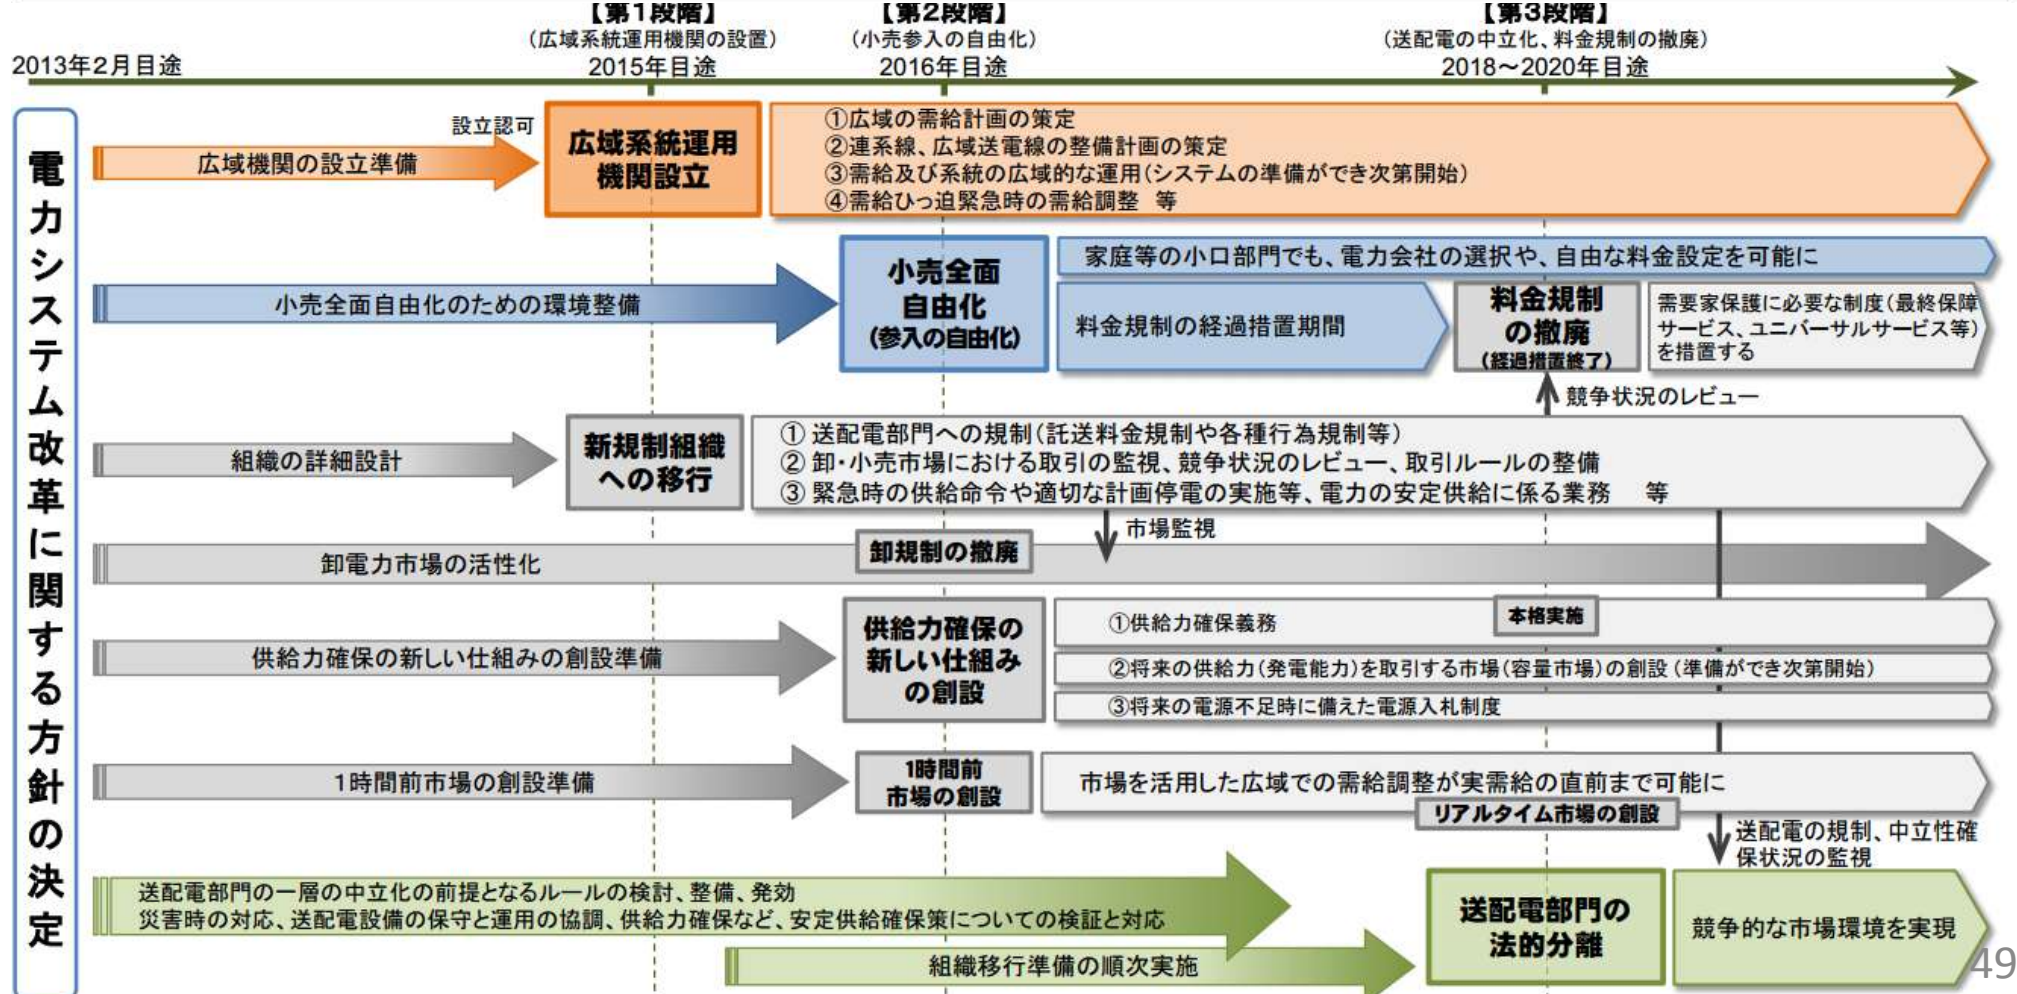 【第1段階】
(広域系統運用機関の設置)
2015年目途
【第2段階】
(小売参入の自由化)
2016年目途
【第3段階】
(送配電の中立化、料金規制の撤廃)
2018～2020年目途
2013年2月目途
電力システム改革に関する方針の決定
広域機関の設立準備
設立認可
広域系統運用
機関設立
①広域の需給計画の策定
②連系線、広域送電線の整備計画の策定
③需給及び系統の広域的な運用(システムの準備ができ次第開始)
④需給ひっ迫緊急時の需給調整 等
小売全面自由化のための環境整備
小売全面
自由化
(参入の自由化)
家庭等の小口部門でも、電力会社の選択や、自由な料金設定を可能に
料金規制の経過措置期間
料金規制
の撤廃
(経過措置終了)
需要家保護に必要な制度(最終保障
サービス、ユニバーサルサービス等)
を措置する
競争状況のレビュー
組織の詳細設計
新規制組織
への移行
① 送配電部門への規制(託送料金規制や各種行為規制等)
② 卸・小売市場における取引の監視、競争状況のレビュー、取引ルールの整備
③ 緊急時の供給命令や適切な計画停電の実施等、電力の安定供給に係る業務 等
市場監視
卸電力市場の活性化
卸規制の撤廃
供給力確保の新しい仕組みの創設準備
供給力確保の
新しい仕組み
の創設
①供給力確保義務
本格実施
②将来の供給力(発電能力)を取引する市場(容量市場)の創設(準備ができ次第開始)
③将来の電源不足時に備えた電源入札制度
1時間前市場の創設準備
1時間前
市場の創設
市場を活用した広域での需給調整が実需給の直前まで可能に
リアルタイム市場の創設
送配電の規制、中立性確
保状況の監視
送配電部門の一層の中立化の前提となるルールの検討、整備、発効
災害時の対応、送配電設備の保守と運用の協調、供給力確保など、安定供給確保策についての検証と対応
組織移行準備の順次実施
送配電部門の
法的分離
競争的な市場環境を実現
49